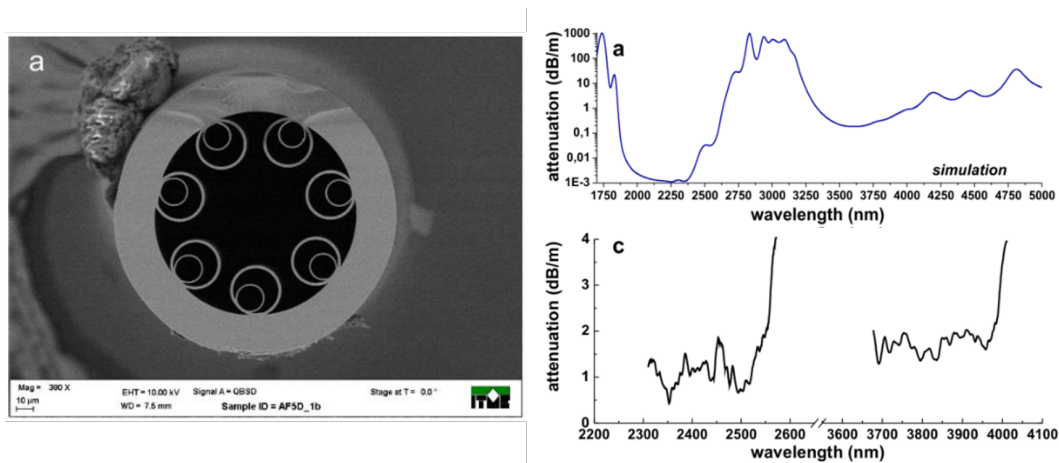 a
Mag = 380 X
10 µm
EHT = 10.00 kV
WD = 7.5 mm
Signal A = QBSD
Sample ID = AF5D_1b
Stage at T = 0.0 °
ITME
a
attenuation (dB/m)
1000
100
10
1
0,1
0,01
1E-3
simulation
1750 2000 2250 2500 2750 3000 3250 3500 3750 4000 4250 4500 4750 5000
wavelength (nm)
c
attenuation (dB/m)
4
3
2
1
0
2200 2300 2400 2500 2600 3600 3700 3800 3900 4000 4100
wavelength (nm)